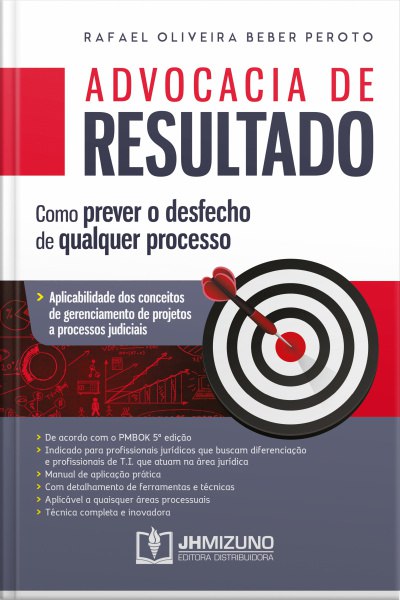 RAFAEL OLIVEIRA BEBER PEROTO
ADVOCACIA DE
RESULTADO
Como prever o desfecho
de qualquer processo
Aplicabilidade dos conceitos
de gerenciamento de projetos
a processos judiciais
De acordo com o PMBOK 5ª edição
Indicado para profissionais jurídicos que buscam diferenciação
e profissionais de T.I. que atuam na área jurídica
Manual de aplicação prática
Com detalhamento de ferramentas e técnicas
Aplicável a quaisquer áreas processuais
Técnica completa e inovadora
JHMIZUNO
EDITORA DISTRIBUIDORA